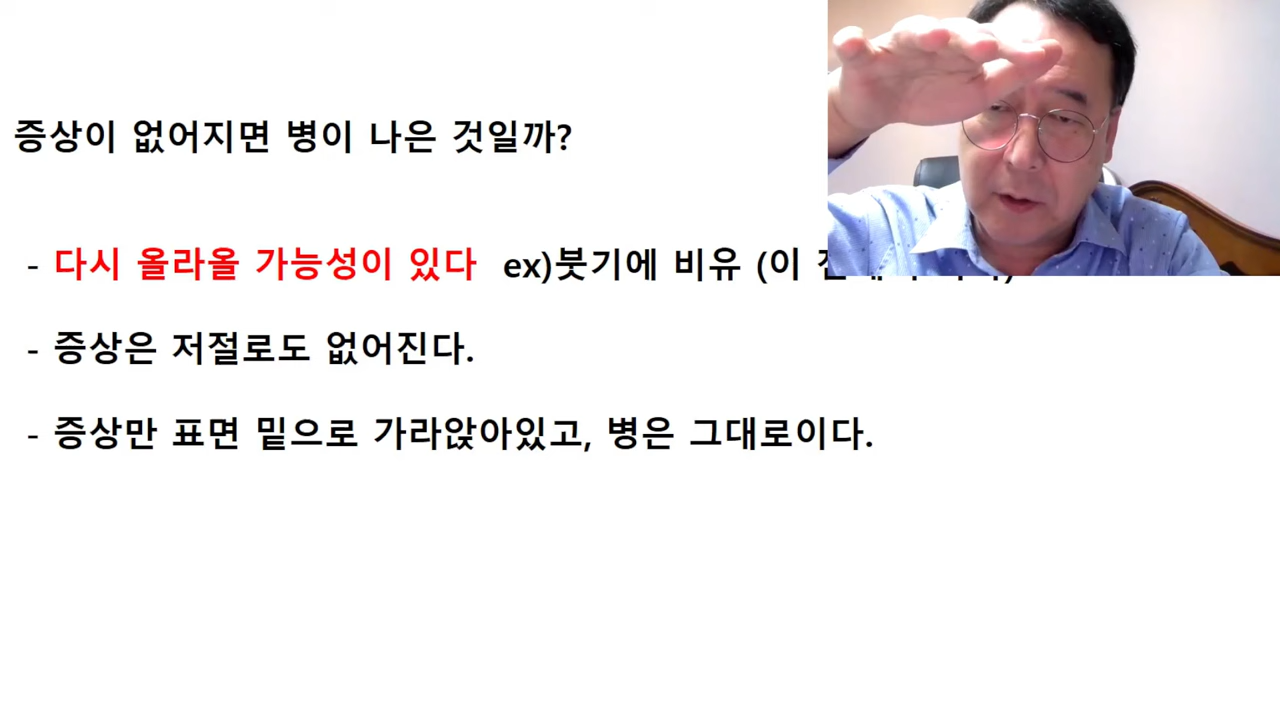 증상이 없어지면 병이 나은 것일까?
- 다시 올라올 가능성이 있다 ex)붓기에 비유 (이
- 증상은 저절로도 없어진다.
- 증상만 표면 밑으로 가라앉아있고, 병은 그대로이다.